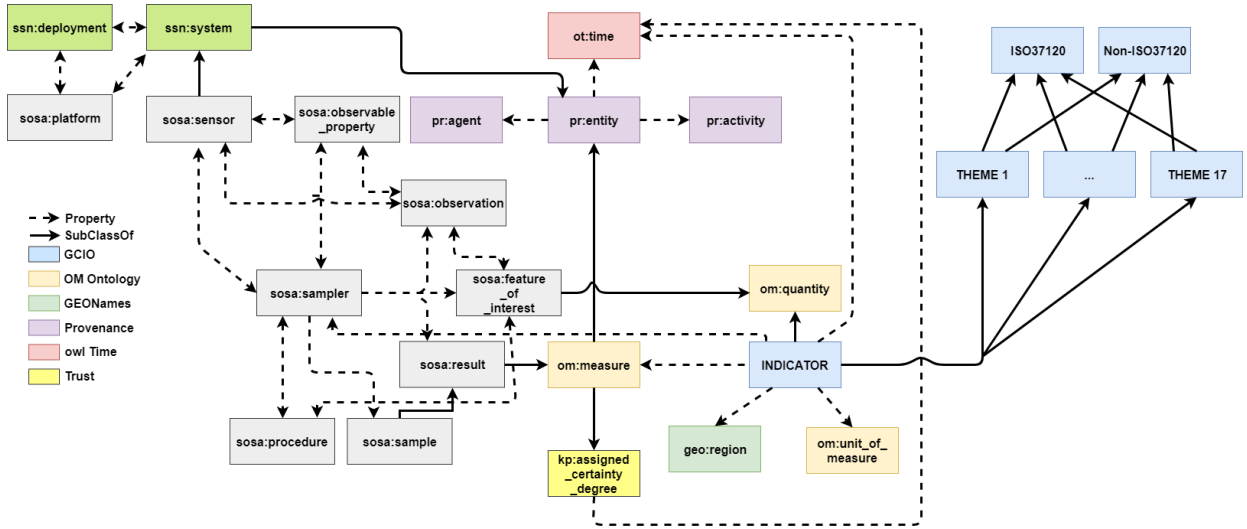 ssn:deployment
ssn:system
ot:time
ISO37120
Non-ISO37120
sosa:platform
sosa:sensor
sosa:observable
_property
pr:agent
pr:entity
pr:activity
THEME 1
...
THEME 17
sosa:observation
Property
SubClassOf
GCIO
OM Ontology
GEONames
Provenance
owl Time
Trust
sosa:sampler
sosa:feature
_of
_interest
om:quantity
sosa:result
om:measure
INDICATOR
sosa:procedure
sosa:sample
kp:assigned
_certainty
_degree
geo:region
om:unit_of_
measure